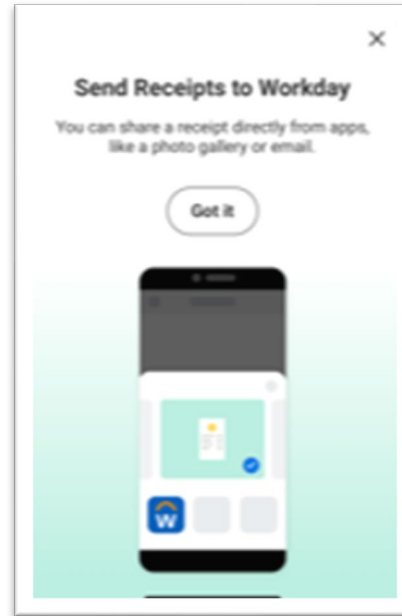 Send Receipts to Workday
You can share a receipt directly from apps,
like a photo gallery or email.
Got it
W